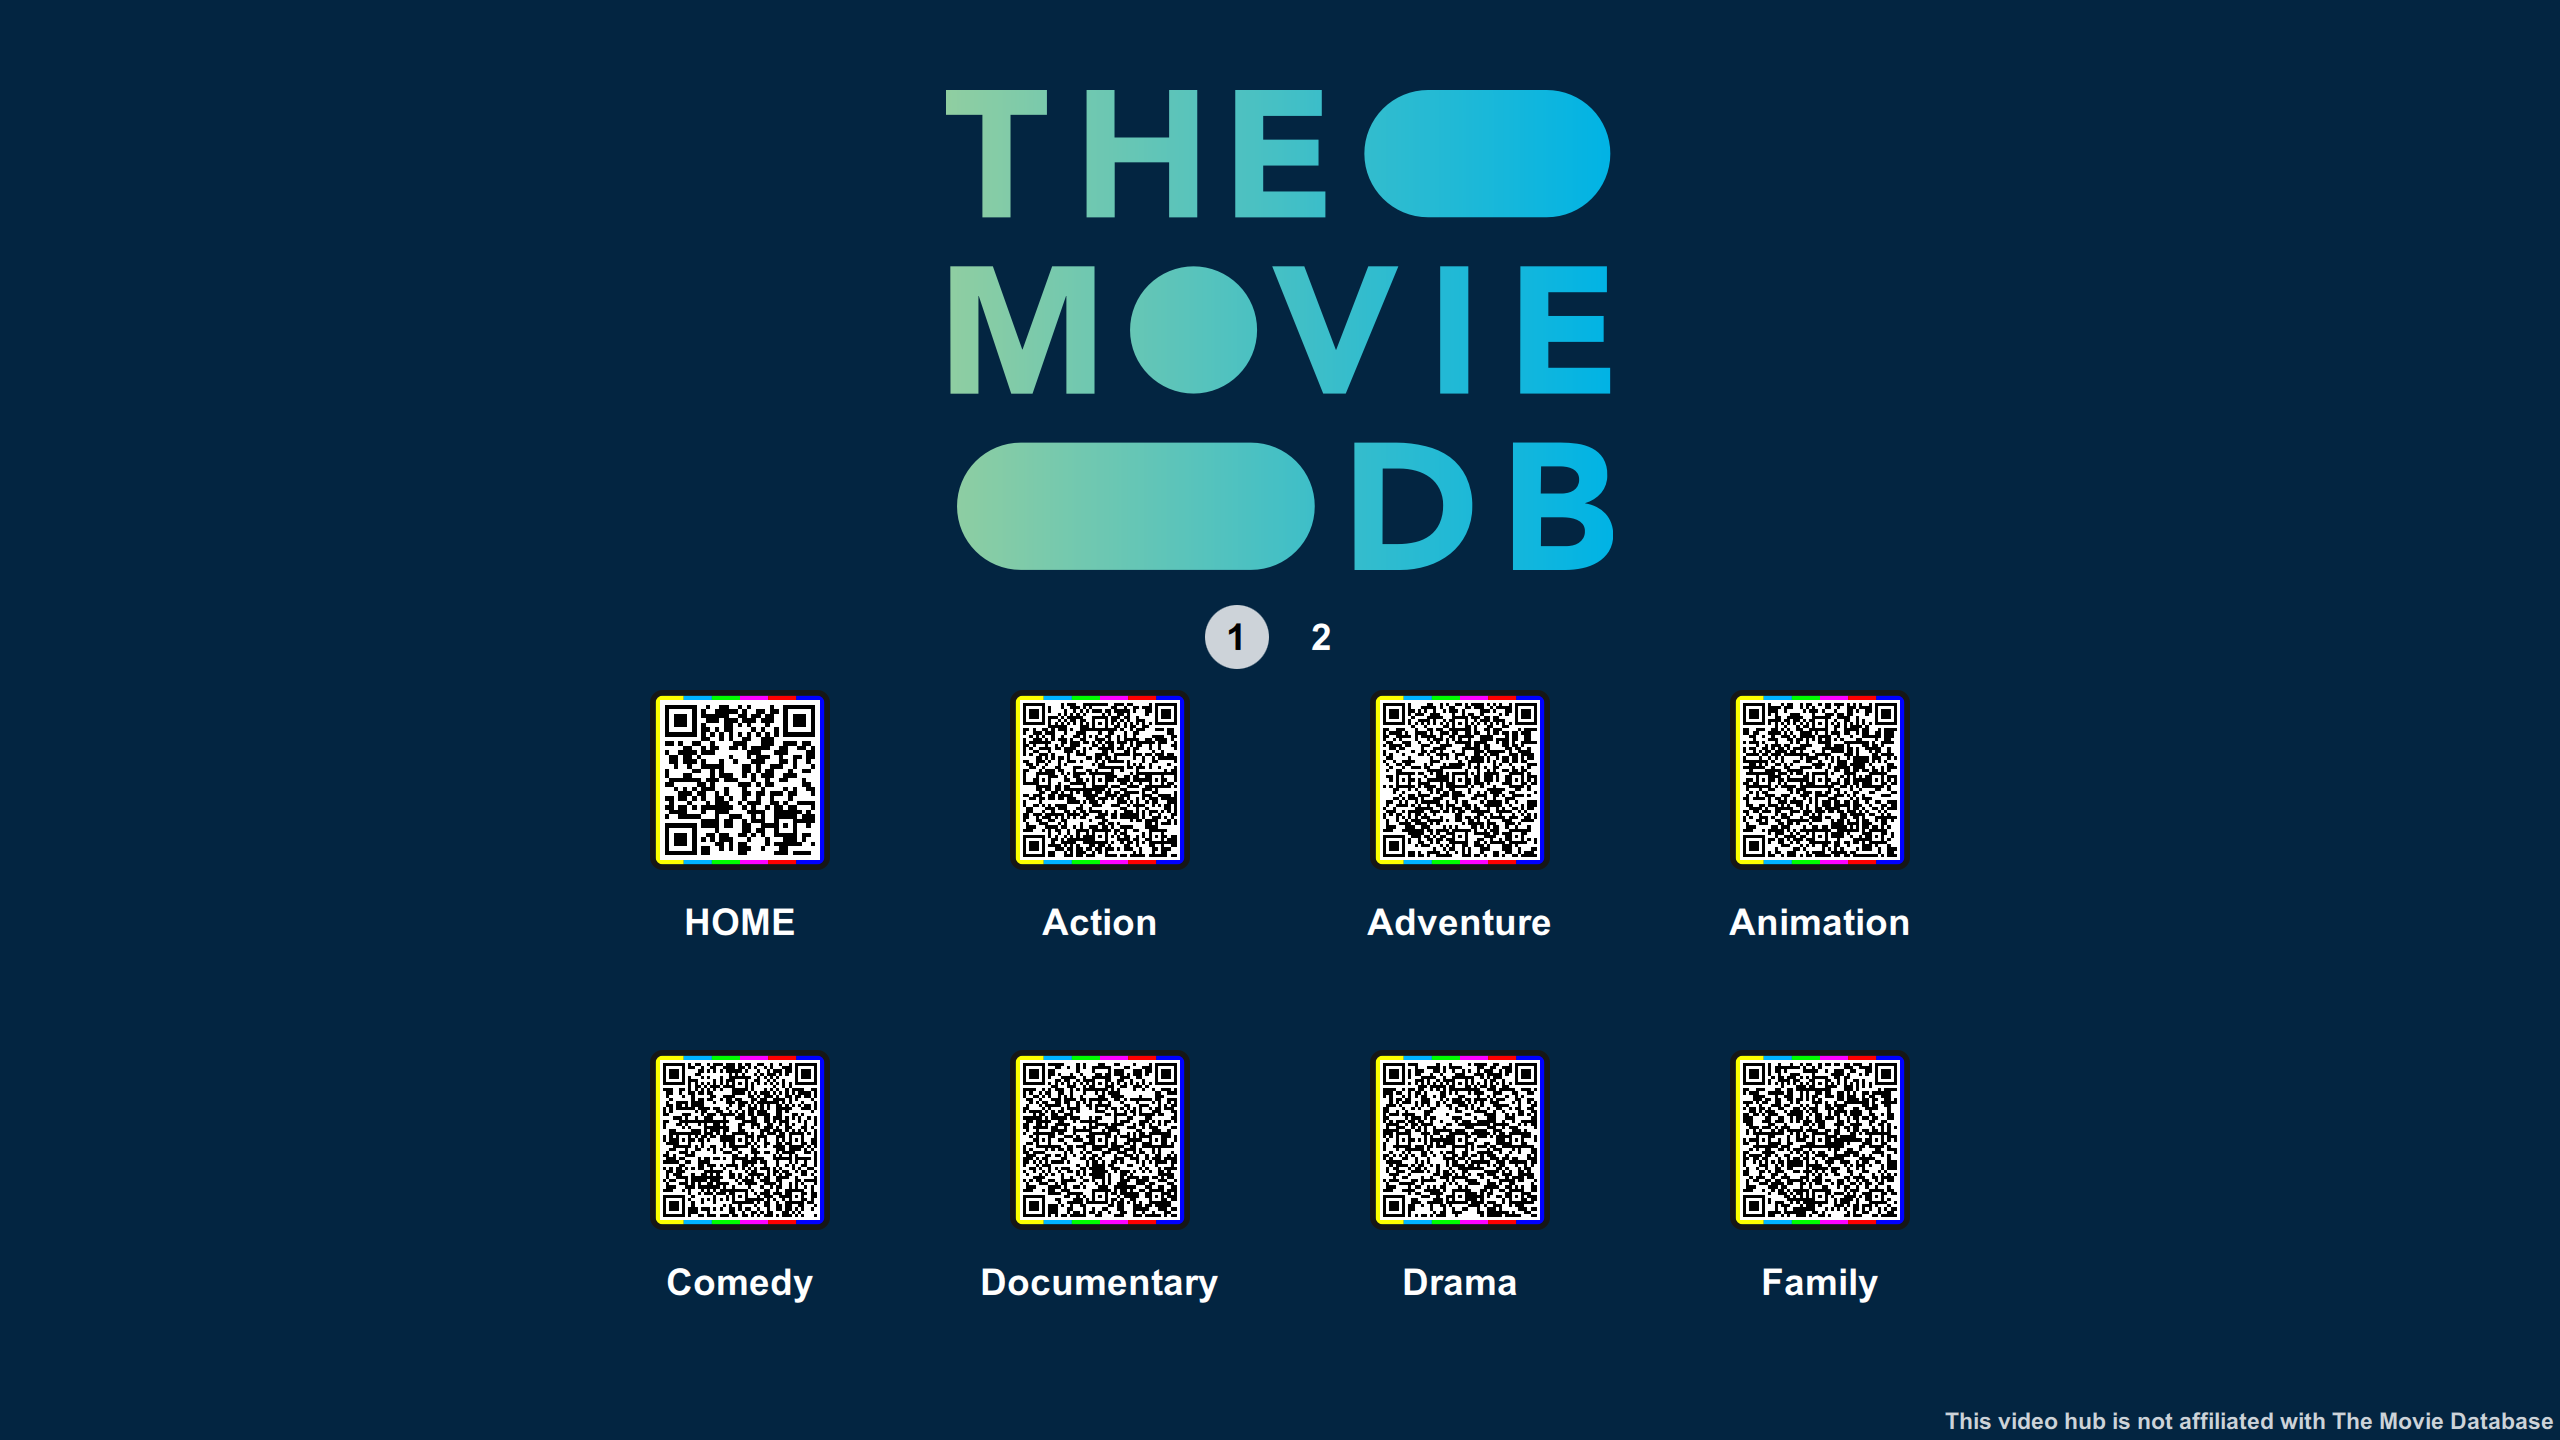 THE
MOVIE
DB
1 2
HOME Action Adventure Animation
Comedy Documentary Drama Family
This video hub is not affiliated with The Movie Database